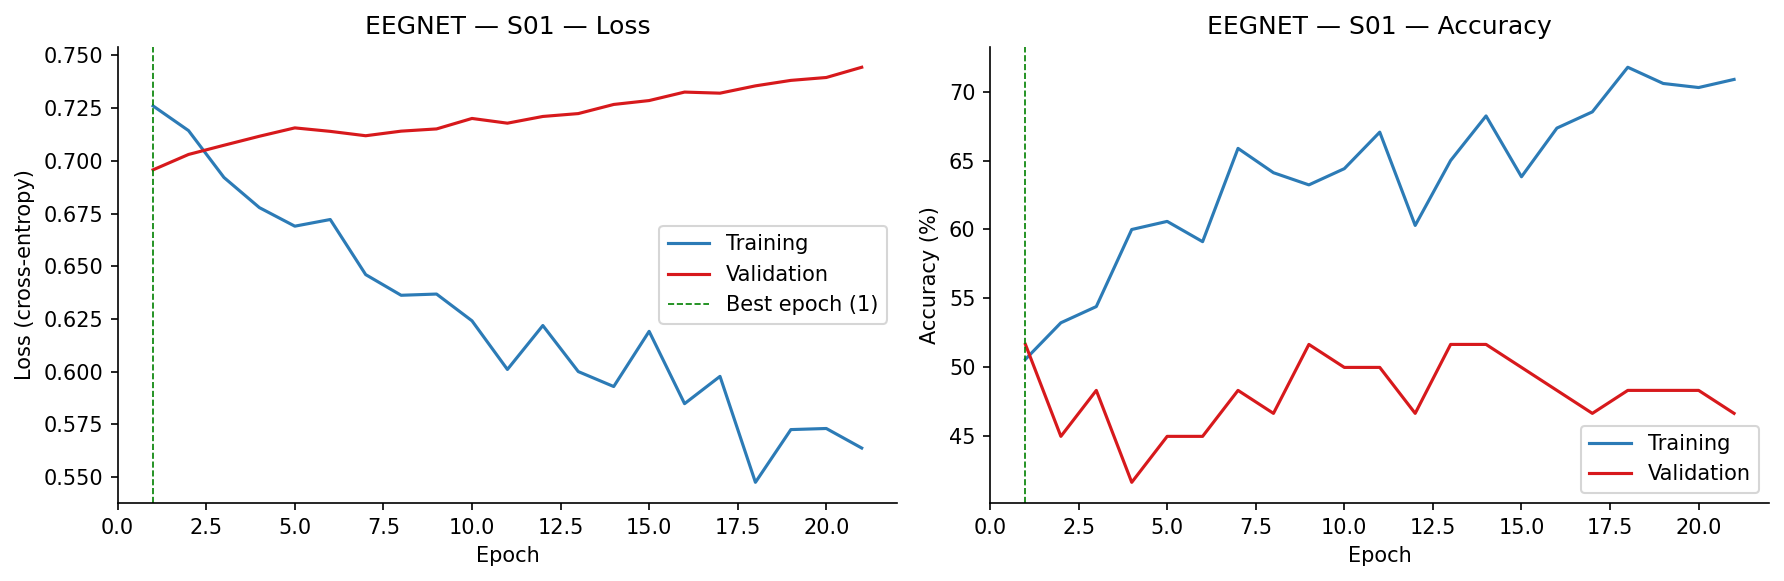 EEGNET — S01 — Loss
0.750
0.725
0.700
0.675
0.650
0.625
0.600
0.575
0.550
Loss (cross-entropy)
Training
Validation
Best epoch (1)
0.0 2.5 5.0 7.5 10.0 12.5 15.0 17.5 20.0
Epoch
EEGNET — S01 — Accuracy
70
65
60
55
50
45
Accuracy (%)
Training
Validation
0.0 2.5 5.0 7.5 10.0 12.5 15.0 17.5 20.0
Epoch